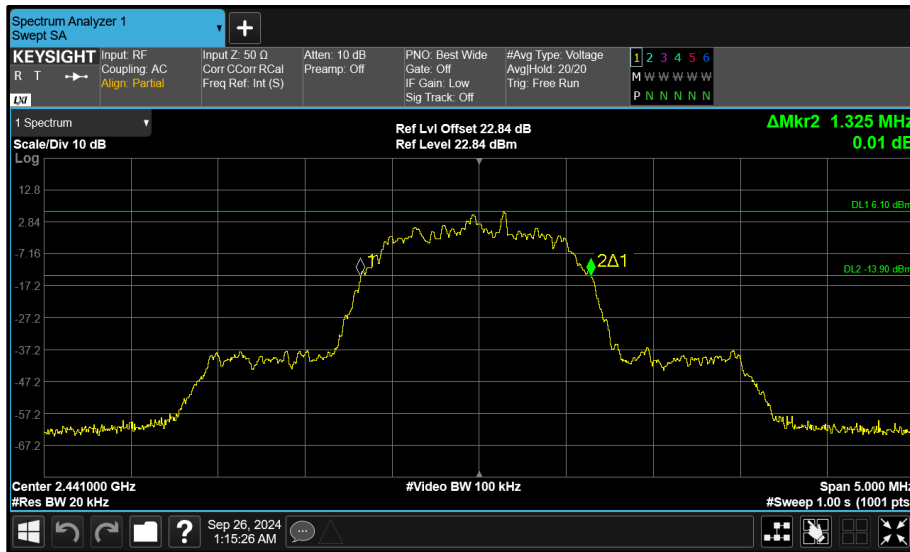 Spectrum Analyzer 1
Swept SA
KEYSIGHT
R T
LXI
Input: RF
Coupling: AC
Align: Partial
Input Z: 50 Ω
Corr CCorr RCal
Freq Ref: Int (S)
Atten: 10 dB
Preamp: Off
PNO: Best Wide
Gate: Off
IF Gain: Low
Sig Track: Off
#Avg Type: Voltage
Avg|Hold: 20/20
Trig: Free Run
1 2 3 4 5 6
M W W W W W
P N N N N N
1 Spectrum
Scale/Div 10 dB
Ref Lvl Offset 22.84 dB
Ref Level 22.84 dBm
ΔMkr2 1.325 MHz
0.01 dB
Log
12.8
DL1 6.10 dBm
2.84
-7.16
1
2Δ1
DL2 -13.90 dBm
-17.2
-27.2
-37.2
-47.2
-57.2
-67.2
Center 2.441000 GHz
#Video BW 100 kHz
Span 5.000 MHz
#Res BW 20 kHz
#Sweep 1.00 s (1001 pts
?
Sep 26, 2024
1:15:26 AM